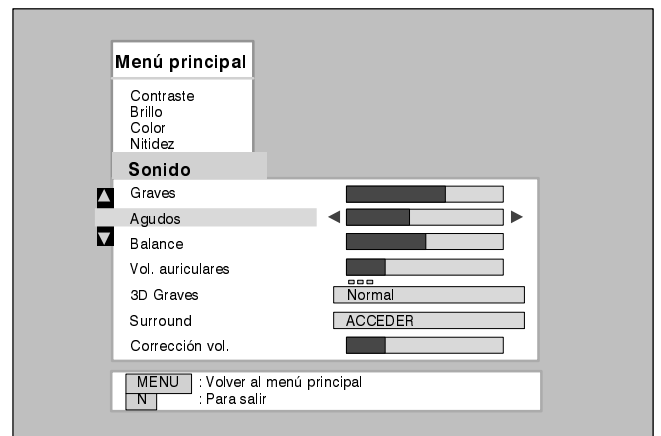 Menú principal
Contraste
Brillo
Color
Nitidez
Sonido
Graves
Agudos
Balance
Vol. auriculares
3D Graves Normal
Surround ACCEDER
Corrección vol.
MENU : Volver al menú principal
N : Para salir